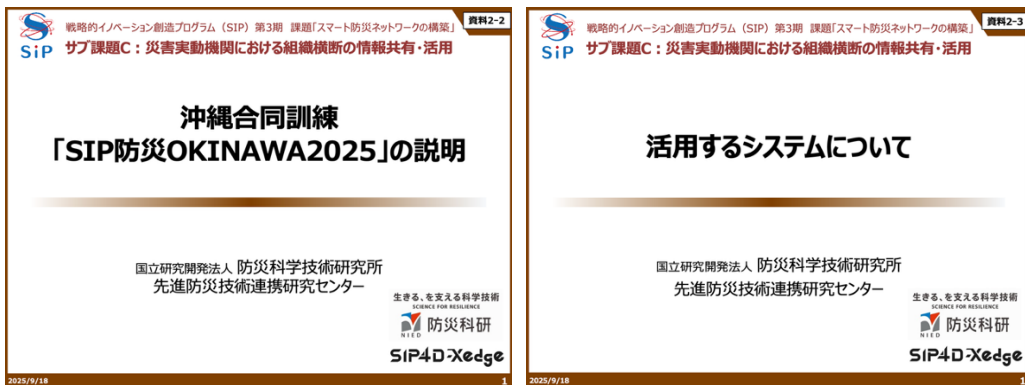 資料2-2
戦略的イノベーション創造プログラム（SIP）第3期 課題「スマート防災ネットワークの構築」
SiP
サブ課題C：災害実動機関における組織横断の情報共有・活用
沖縄合同訓練
「SIP防災OKINAWA2025」の説明
国立研究開発法人 防災科学技術研究所
先進防災技術連携研究センター
生きる、を支える科学技術
SCIENCE FOR RESILIENCE
NIED 防災科研
SIP4D-Xedge
2025/9/18
1
資料2-3
戦略的イノベーション創造プログラム（SIP）第3期 課題「スマート防災ネットワークの構築」
SiP
サブ課題C：災害実動機関における組織横断の情報共有・活用
活用するシステムについて
国立研究開発法人 防災科学技術研究所
先進防災技術連携研究センター
生きる、を支える科学技術
SCIENCE FOR RESILIENCE
NIED 防災科研
SIP4D-Xedge
2025/9/18
1